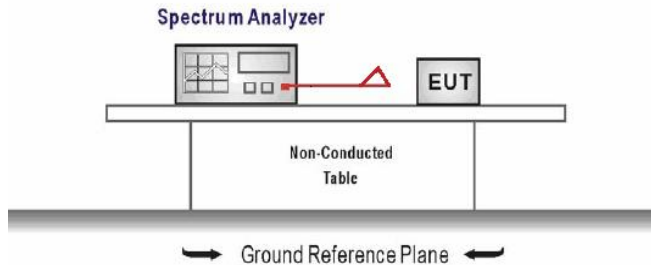 Spectrum Analyzer
EUT
Non-Conducted
Table
Ground Reference Plane